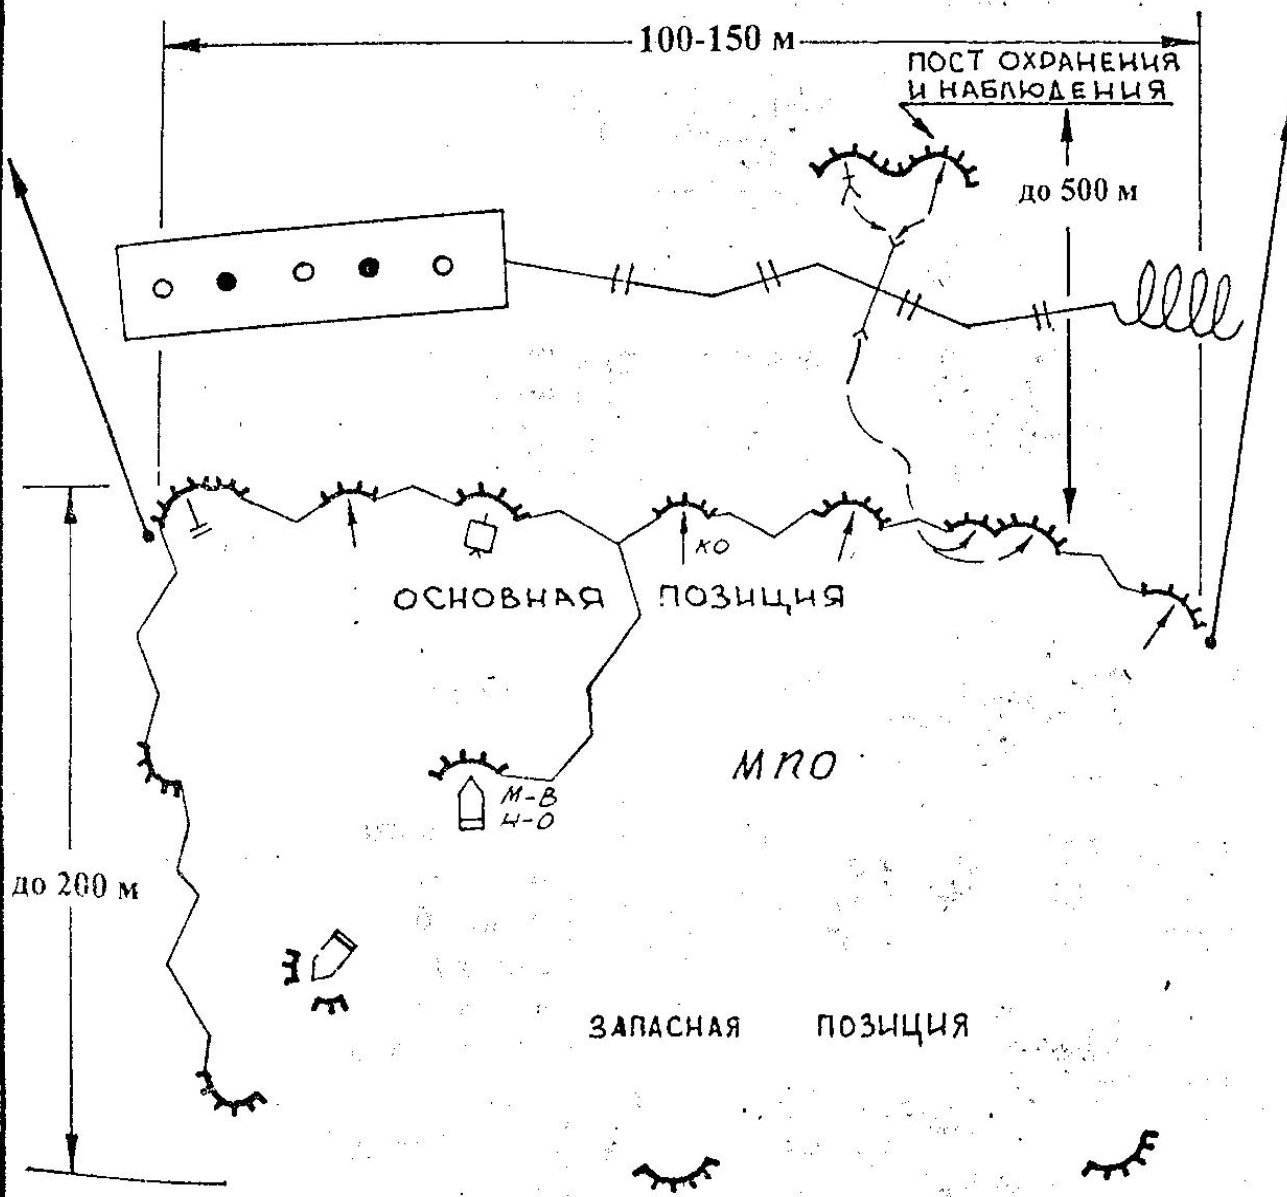 100-150 м
ПОСТ ОХРАНЕНИЯ
И НАБЛЮДЕНИЯ
до 500 м
КО
ОСНОВНАЯ ПОЗИЦИЯ
МПО
М-В
Н-О
до 200 м
ЗАПАСНАЯ ПОЗИЦИЯ